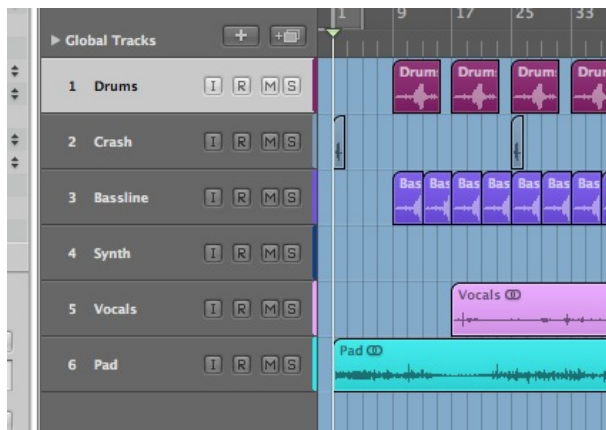 1 9 17 25 33
Global Tracks
1 Drums I R M S Drum Drum Drum Dru
2 Crash I R M S
3 Bassline I R M S Bas Bas Bas Bas Bas Bas Bas
4 Synth I R M S
5 Vocals I R M S Vocals
6 Pad I R M S Pad